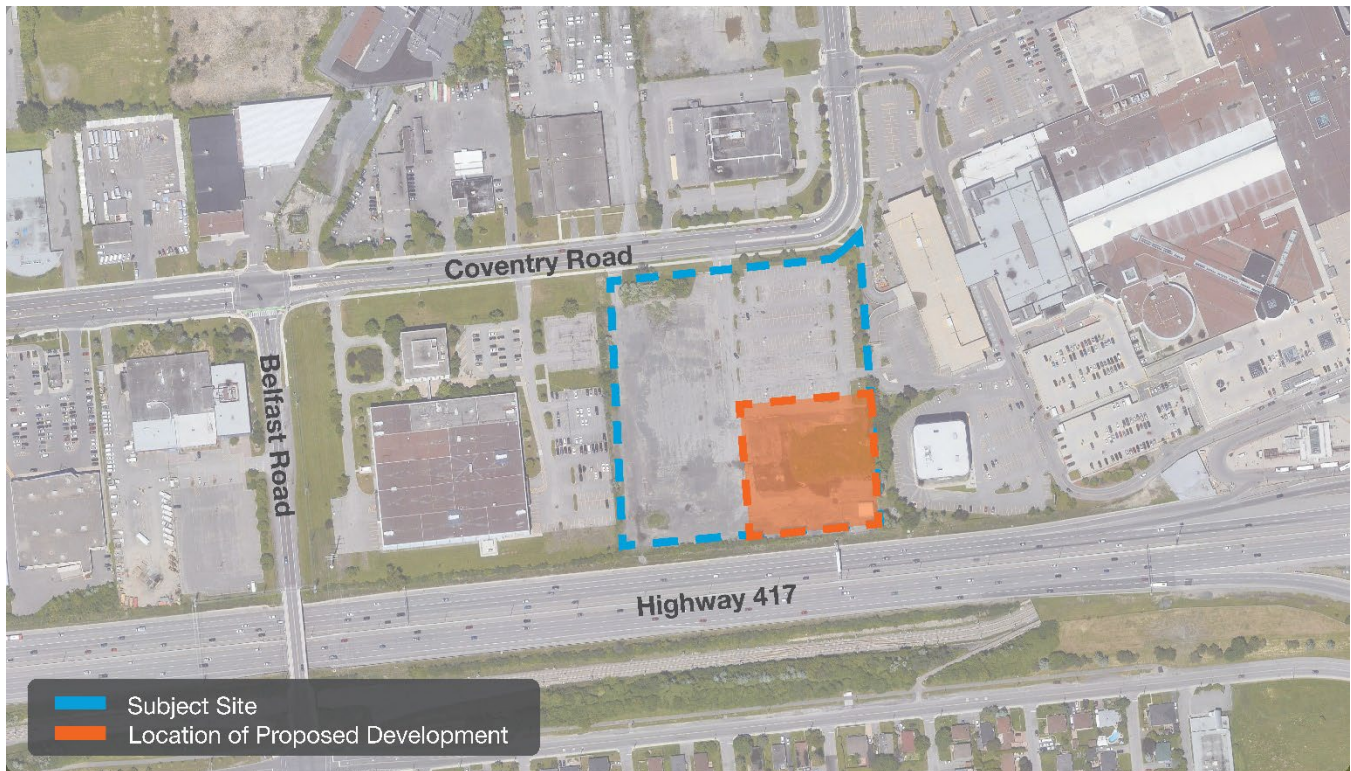 Coventry Road
Belfast Road
Highway 417
Subject Site
Location of Proposed Development